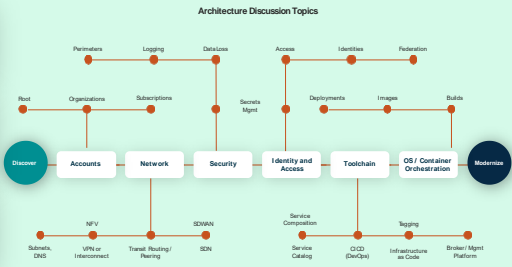 Architecture Discussion Topics
Perimeters
Logging
Data Loss
Access
Identities
Federation
Root
Organizations
Subscriptions
Secrets
Mgmt
Deployments
Images
Builds
Discover
Accounts
Network
Security
Identity and
Access
Toolchain
OS / Container
Orchestration
Modernize
NFV
SDWAN
Service
Composition
Tagging
Subnets,
DNS
VPN or
Interconnect
Transit Routing /
Peering
SDN
Service
Catalog
CICD
(DevOps)
Infrastructure
as Code
Broker / Mgmt
Platform